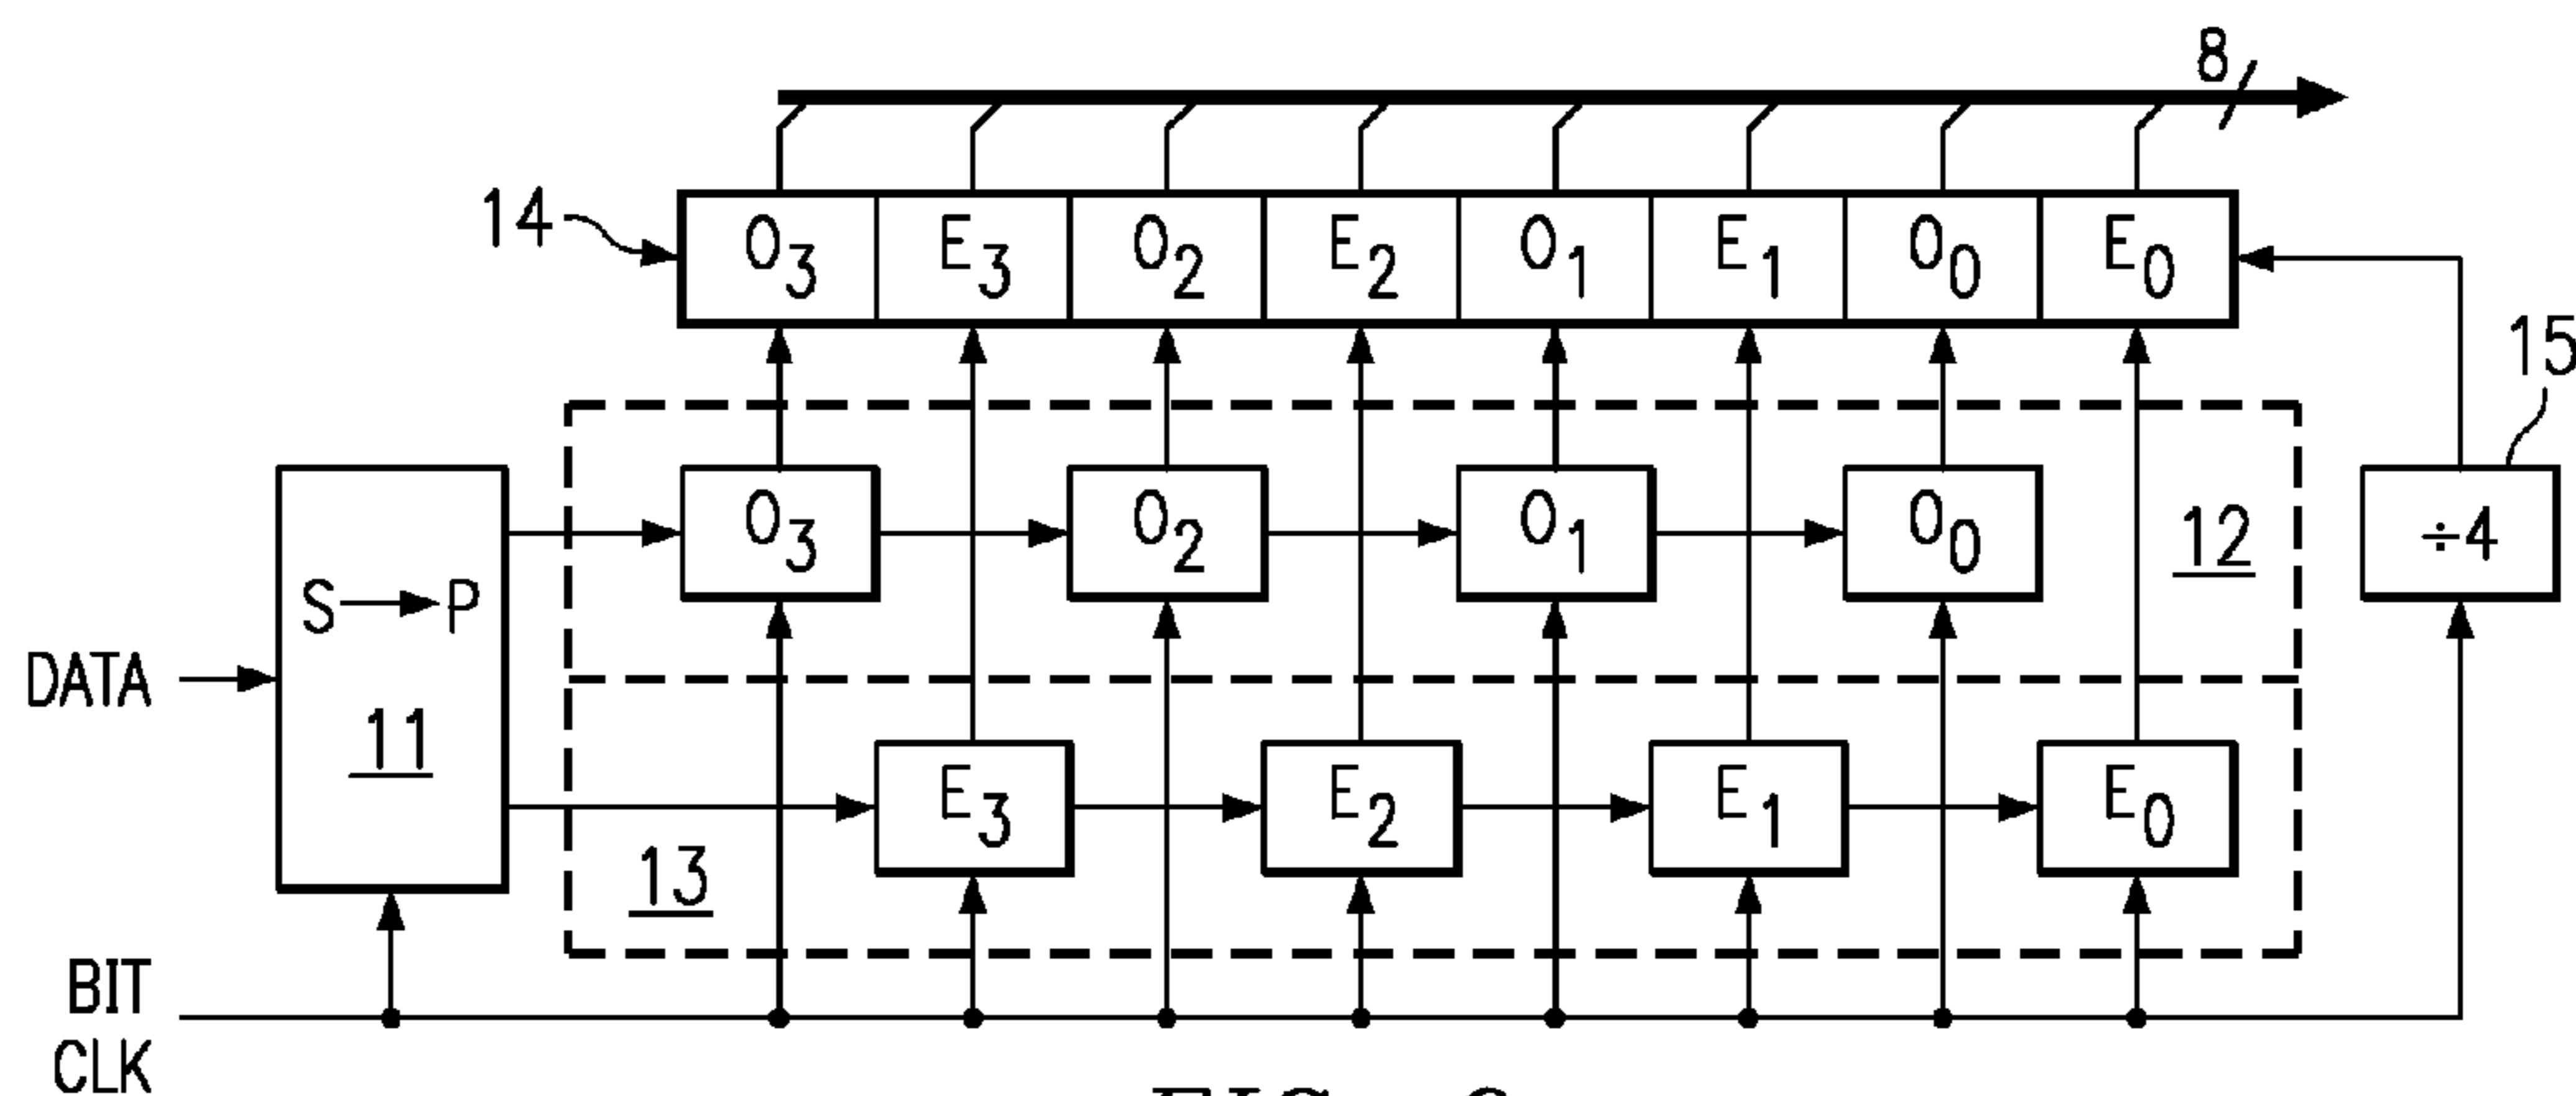 8
14
O3 E3 O2 E2 O1 E1 O0 E0
15
O3 O2 O1 O0
12
÷4
S → P
11
DATA
E3 E2 E1 E0
13
BIT
CLK